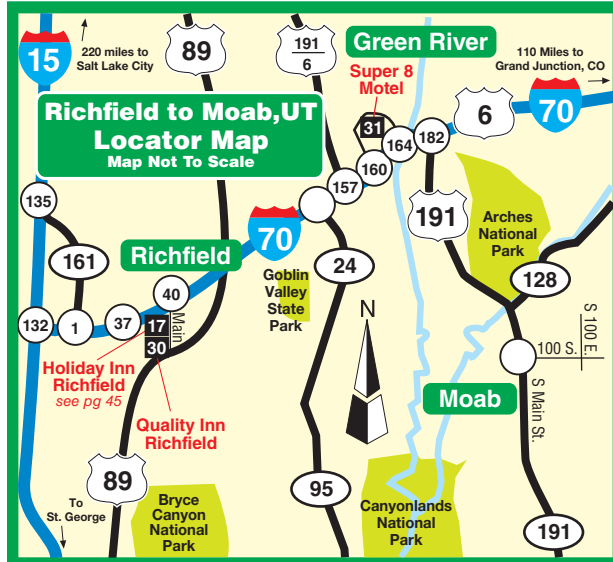 15
220 miles to
Salt Lake City
89
191
6
Green River
110 Miles to
Grand Junction, CO
Super 8
Motel
31
6
70
Richfield to Moab,UT
Locator Map
Map Not To Scale
164
182
160
157
135
191
Arches
National
Park
161
Richfield
70
24
128
Goblin
Valley
State
Park
40
N
132
1
37
17
Main
30
100 S.
S 100 E.
Holiday Inn
Richfield
see pg 45
Quality Inn
Richfield
Moab
S Main St.
89
95
To
St. George
Bryce
Canyon
National
Park
Canyonlands
National
Park
191